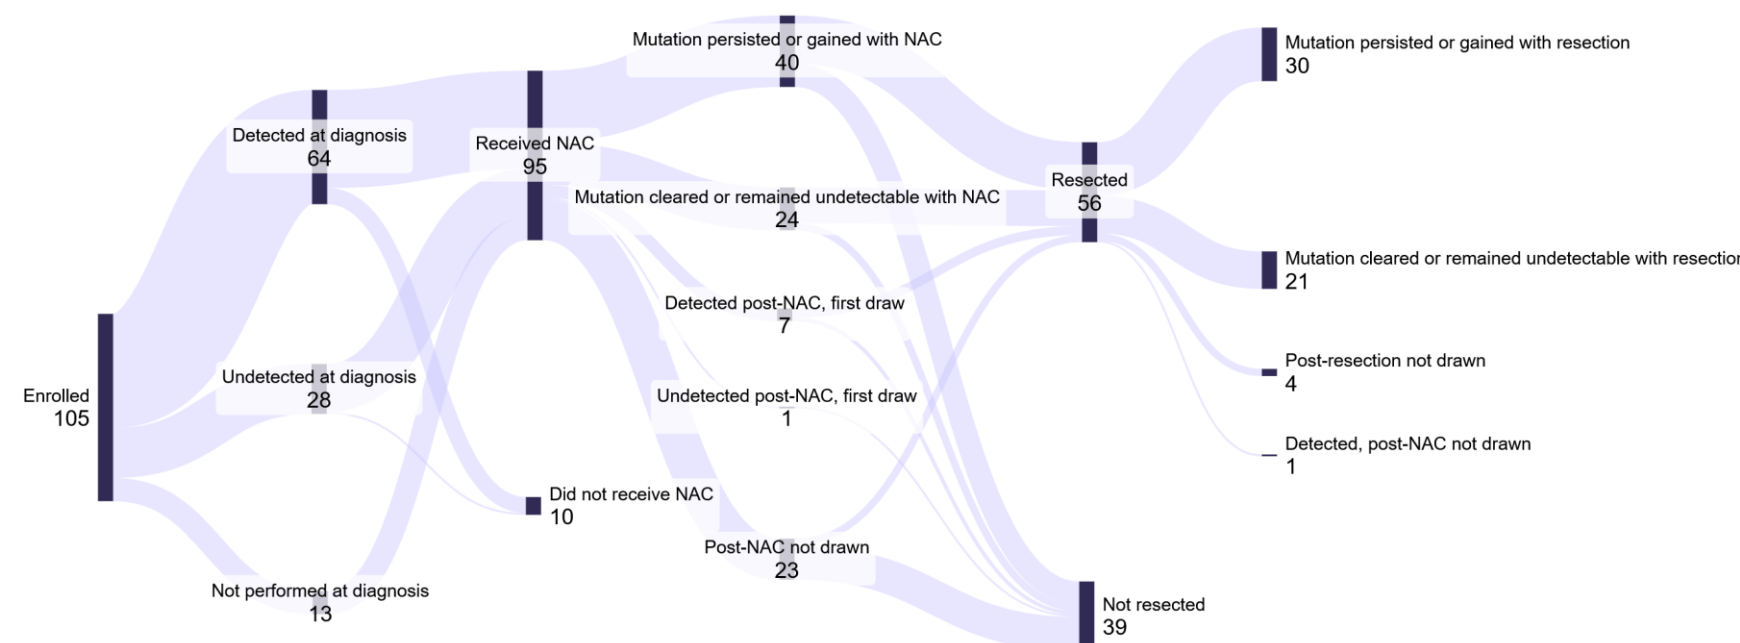 Enrolled
105
Detected at diagnosis
64
Undetected at diagnosis
28
Not performed at diagnosis
13
Received NAC
95
Did not receive NAC
10
Mutation persisted or gained with NAC
40
Mutation cleared or remained undetectable with NAC
24
Detected post-NAC, first draw
7
Undetected post-NAC, first draw
1
Post-NAC not drawn
23
Resected
56
Not resected
39
Mutation persisted or gained with resection
30
Mutation cleared or remained undetectable with resection
21
Post-resection not drawn
4
Detected, post-NAC not drawn
1